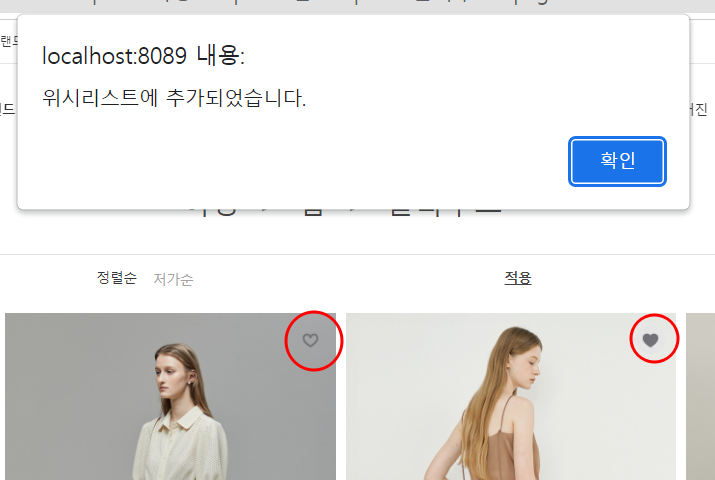 localhost:8089 내용:
위시리스트에 추가되었습니다.
확인
정렬순 저가순 적용